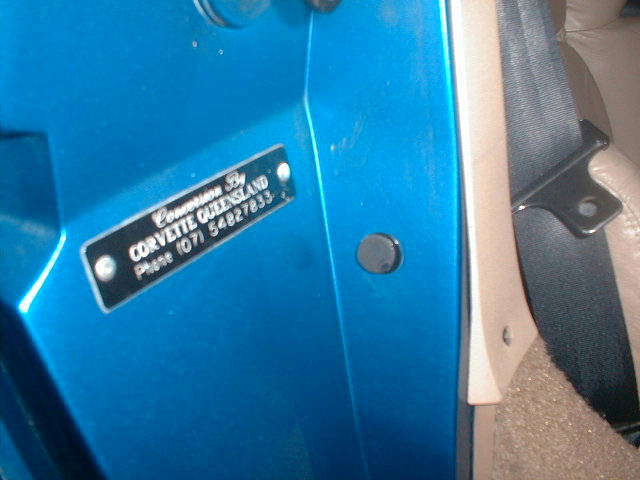 Conversion By
CORVETTE QUEENSLAND
Phone (07) 54827833